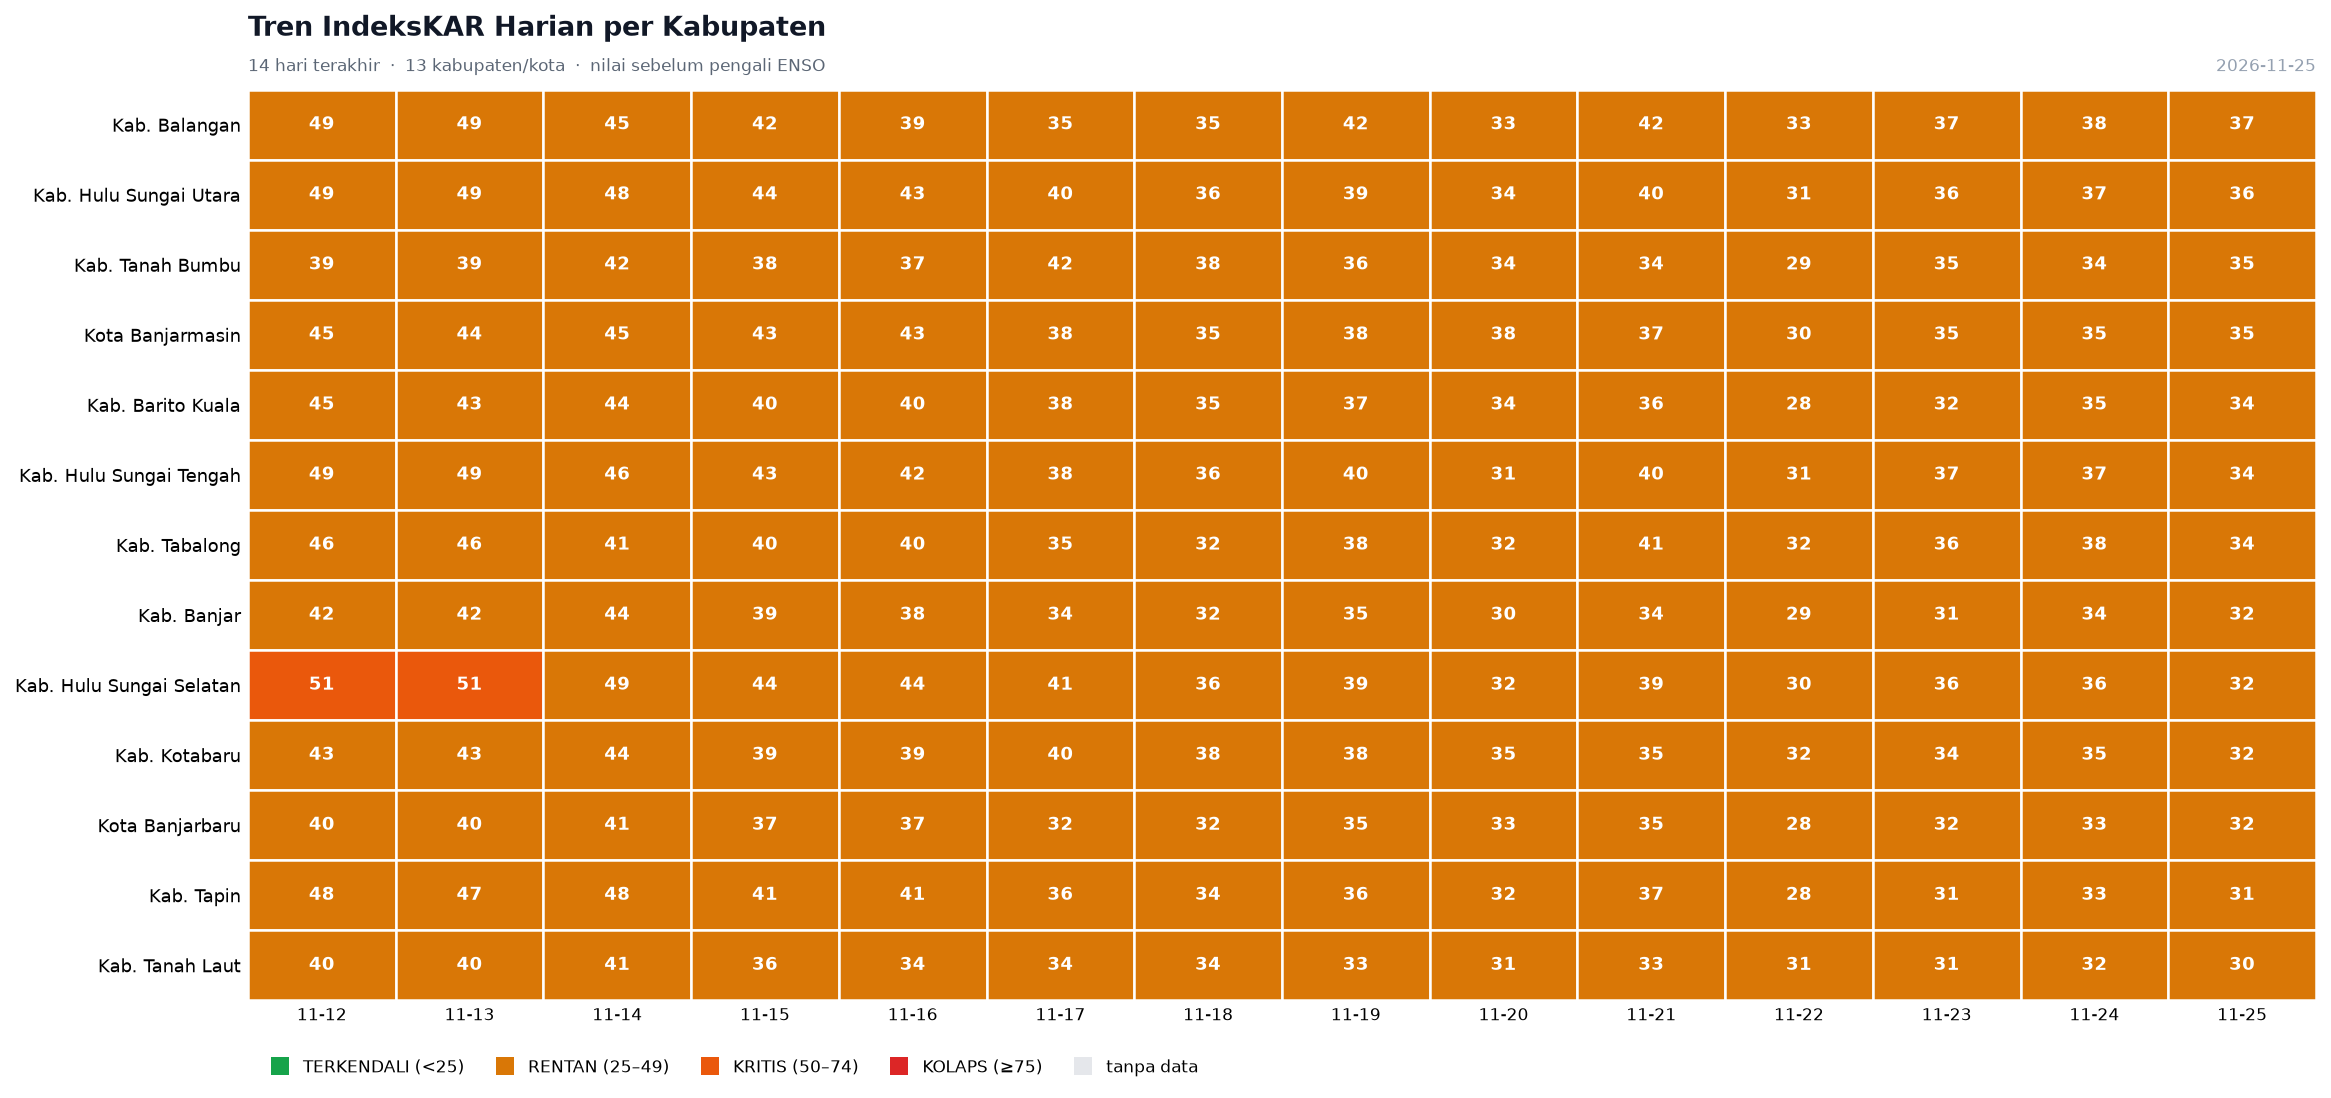 Tren IndeksKAR Harian per Kabupaten
14 hari terakhir · 13 kabupaten/kota · nilai sebelum pengali ENSO 2026-11-25
Kab. Balangan 49 49 45 42 39 35 35 42 33 42 33 37 38 37
Kab. Hulu Sungai Utara 49 49 48 44 43 40 36 39 34 40 31 36 37 36
Kab. Tanah Bumbu 39 39 42 38 37 42 38 36 34 34 29 35 34 35
Kota Banjarmasin 45 44 45 43 43 38 35 38 38 37 30 35 35 35
Kab. Barito Kuala 45 43 44 40 40 38 35 37 34 36 28 32 35 34
Kab. Hulu Sungai Tengah 49 49 46 43 42 38 36 40 31 40 31 37 37 34
Kab. Tabalong 46 46 41 40 40 35 32 38 32 41 32 36 38 34
Kab. Banjar 42 42 44 39 38 34 32 35 30 34 29 31 34 32
Kab. Hulu Sungai Selatan 51 51 49 44 44 41 36 39 32 39 30 36 36 32
Kab. Kotabaru 43 43 44 39 39 40 38 38 35 35 32 34 35 32
Kota Banjarbaru 40 40 41 37 37 32 32 35 33 35 28 32 33 32
Kab. Tapin 48 47 48 41 41 36 34 36 32 37 28 31 33 31
Kab. Tanah Laut 40 40 41 36 34 34 34 33 31 33 31 31 32 30
11-12 11-13 11-14 11-15 11-16 11-17 11-18 11-19 11-20 11-21 11-22 11-23 11-24 11-25
TERKENDALI (<25) RENTAN (25–49) KRITIS (50–74) KOLAPS (≥75) tanpa data